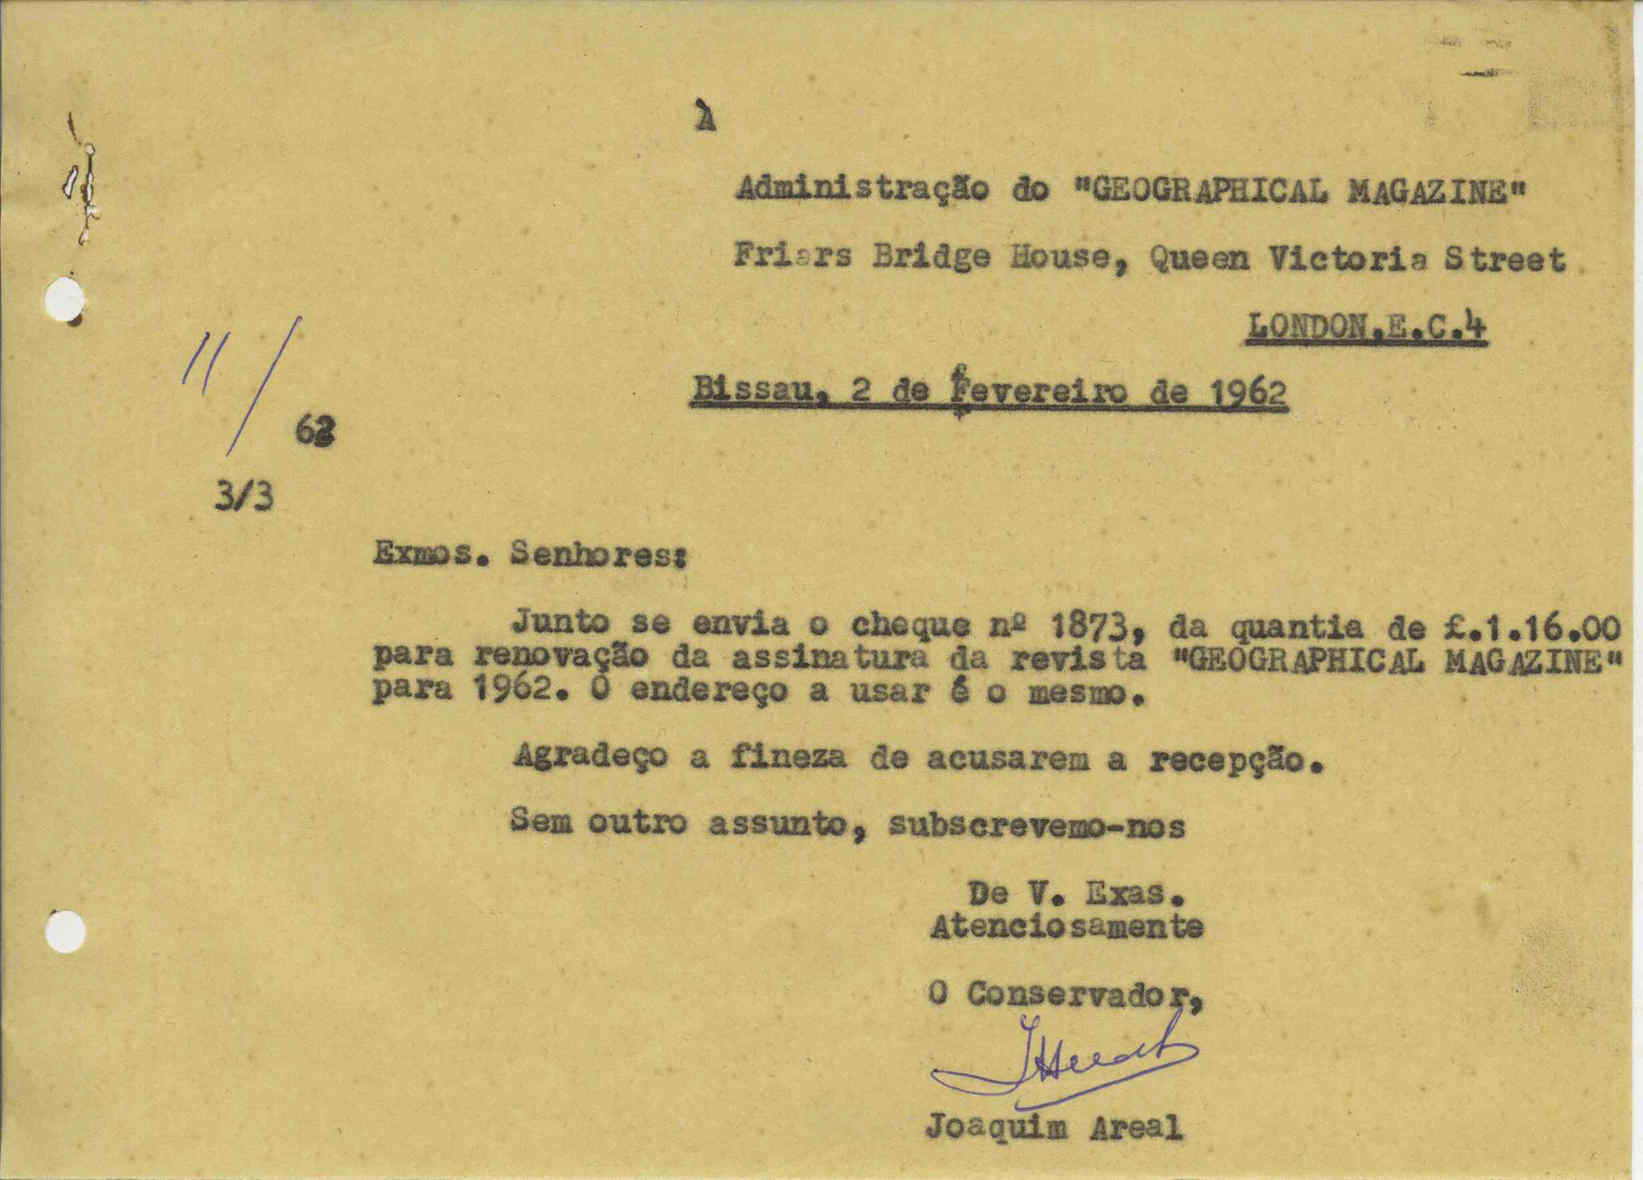 À
Administração do "GEOGRAPHICAL MAGAZINE"
Friars Bridge House, Queen Victoria Street
LONDON.E.C.4
Bissau, 2 de fevereiro de 1962
11/
62
3/3
Exmos. Senhores:
Junto se envia o cheque nº 1873, da quantia de £.1.16.00
para renovação da assinatura da revista "GEOGRAPHICAL MAGAZINE"
para 1962. O endereço a usar é o mesmo.
Agradeço a fineza de acusarem a recepção.
Sem outro assunto, subscrevemo-nos
De V. Exas.
Atenciosamente
O Conservador,
Joaquim Areal